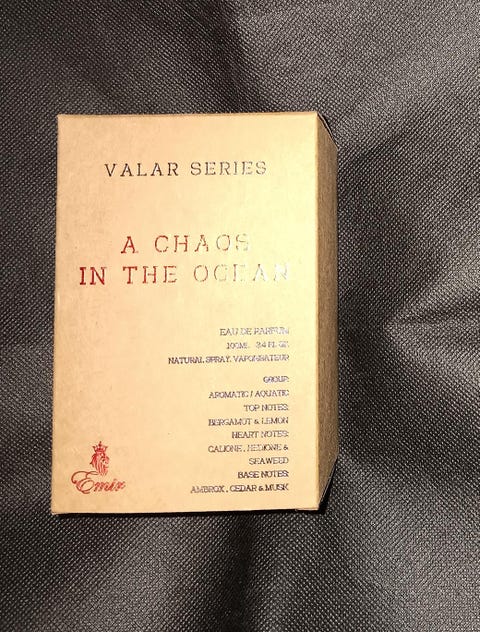 VALAR SERIES
A CHAOS
IN THE OCEAN
EAU DE PARFUM
100ML 3.4 FL OZ.
NATURAL SPRAY. VAPORISATEUR
GROUP:
AROMATIC / AQUATIC
TOP NOTES:
BERGAMOT & LEMON
HEART NOTES:
CALIONE , HEDIONE &
SEAWEED
BASE NOTES:
AMBROX , CEDAR & MUSK
Emir